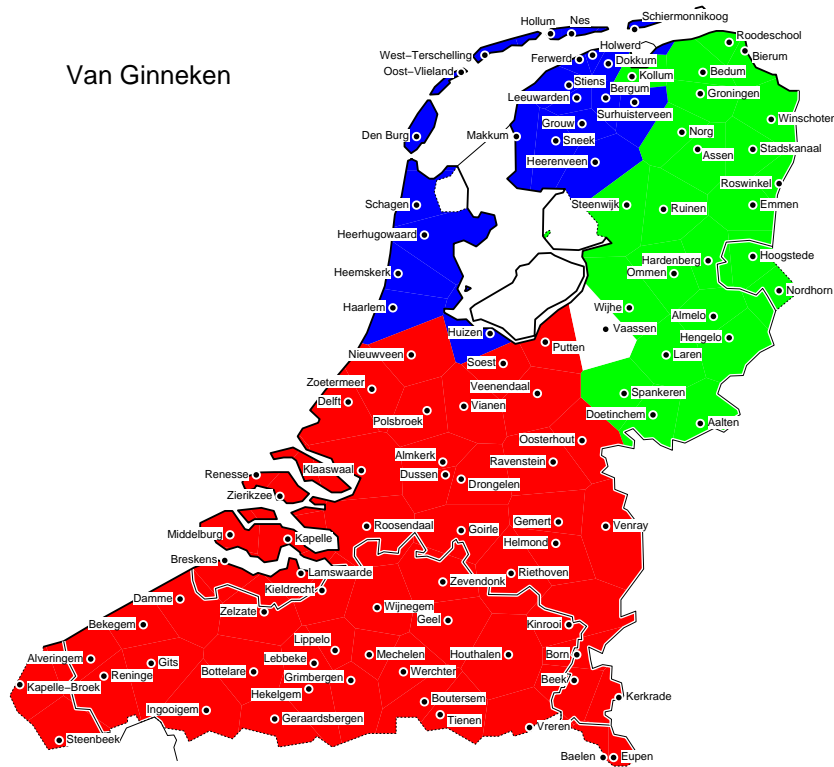 Van Ginneken
Schiermonnikoog
Hollum
Nes
Roodeschool
Holwerd
Bierum
West−Terschelling
Ferwerd
Dokkum
Oost−Vlieland
Kollum
Bedum
Stiens
Bergum
Groningen
Leeuwarden
Surhuisterveen
Winschoten
Grouw
Den Burg
Makkum
Sneek
Norg
Assen
Stadskanaal
Heerenveen
Roswinkel
Schagen
Steenwijk
Ruinen
Emmen
Heerhugowaard
Hoogstede
Hardenberg
Heemskerk
Ommen
Nordhorn
Haarlem
Wijhe
Almelo
Vaassen
Huizen
Hengelo
Putten
Nieuwveen
Laren
Soest
Zoetermeer
Veenendaal
Spankeren
Delft
Vianen
Polsbroek
Doetinchem
Aalten
Oosterhout
Almkerk
Ravenstein
Klaaswaal
Renesse
Dussen
Drongelen
Zierikzee
Roosendaal
Goirle
Gemert
Venray
Middelburg
Kapelle
Helmond
Breskens
Lamswaarde
Riethoven
Kieldrecht
Zevendonk
Damme
Wijnegem
Zelzate
Geel
Bekegem
Kinrooi
Lippelo
Alveringem
Mechelen
Houthalen
Born
Gits
Lebbeke
Reninge
Bottelare
Werchter
Grimbergen
Beek
Kapelle−Broek
Hekelgem
Kerkrade
Boutersem
Ingooigem
Geraardsbergen
Tienen
Vreren
Steenbeek
Baelen
Eupen